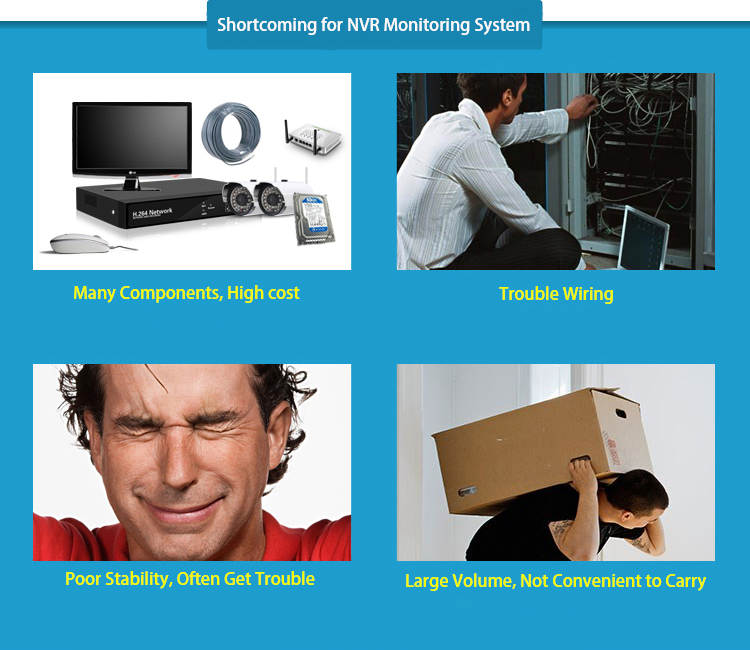 Shortcoming for NVR Monitoring System
LG
H.264 Network
Many Components, High cost
Trouble Wiring
Poor Stability, Often Get Trouble
Large Volume, Not Convenient to Carry